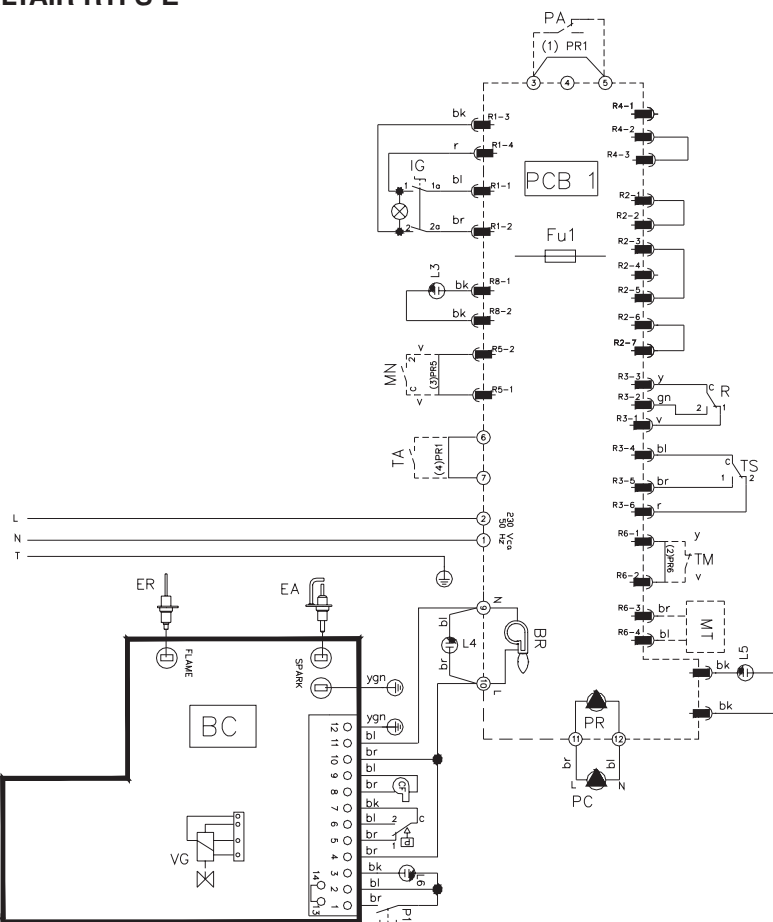 PA
(1) PR1
3
4
5
bk
R1-3
r
R1-4
IG
1
1a
bl
R1-1
2
2a
br
R1-2
PCB 1
Fu1
R4-1
R4-2
R4-3
R2-1
R2-2
R2-3
R2-4
R2-5
R2-6
R2-7
L3
bk
R8-1
bk
R8-2
MN
2
v
R5-2
(3)PR5
C
v
R5-1
TA
(4)PR1
6
7
R3-3
y
R3-2
gn
R3-1
v
C
2
1
R
R3-4
bl
R3-5
br
R3-6
r
C
1
2
TS
R6-1
y
(2)PR6
TM
R6-2
v
R6-3
br
R6-4
bl
MT
bk
L5
bk
L
N
T
2
1
230 Vca
50 Hz
ER
EA
FLAME
SPARK
ygn
BC
VG
9
N
bl
L4
br
10
L
BR
PR
11
12
br
bl
L
N
PC
12
ygn
11
bl
10
br
9
bl
8
br
CF
7
bk
6
bl
2
C
5
br
1
P
4
br
3
bk
L6
2
bl
1
br
14
13